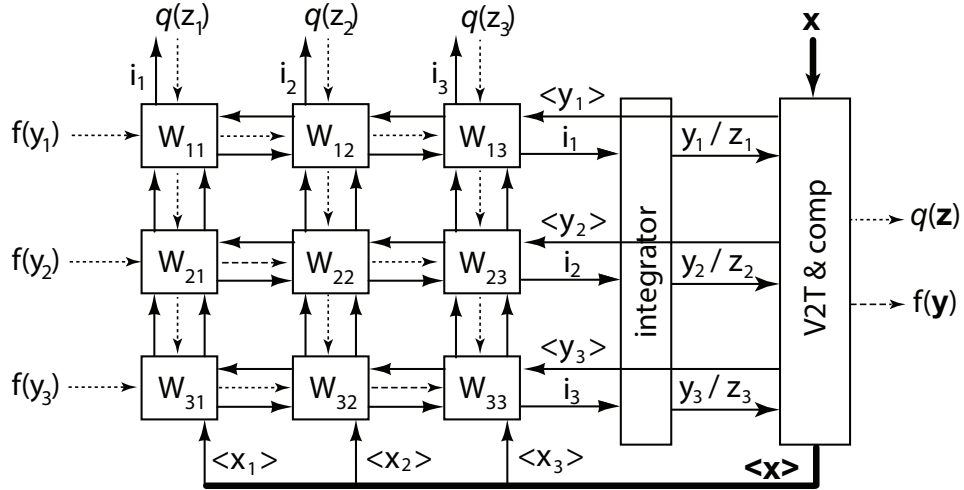 q(z₁) q(z₂) q(z₃) x
i₁ i₂ i₃
<y₁>
f(y₁) W₁₁ W₁₂ W₁₃ i₁ y₁ / z₁
<y₂> q(z)
f(y₂) W₂₁ W₂₂ W₂₃ i₂ y₂ / z₂
integrator
V2T & comp
f(y)
<y₃>
f(y₃) W₃₁ W₃₂ W₃₃ i₃ y₃ / z₃
<x₁> <x₂> <x₃> <x>